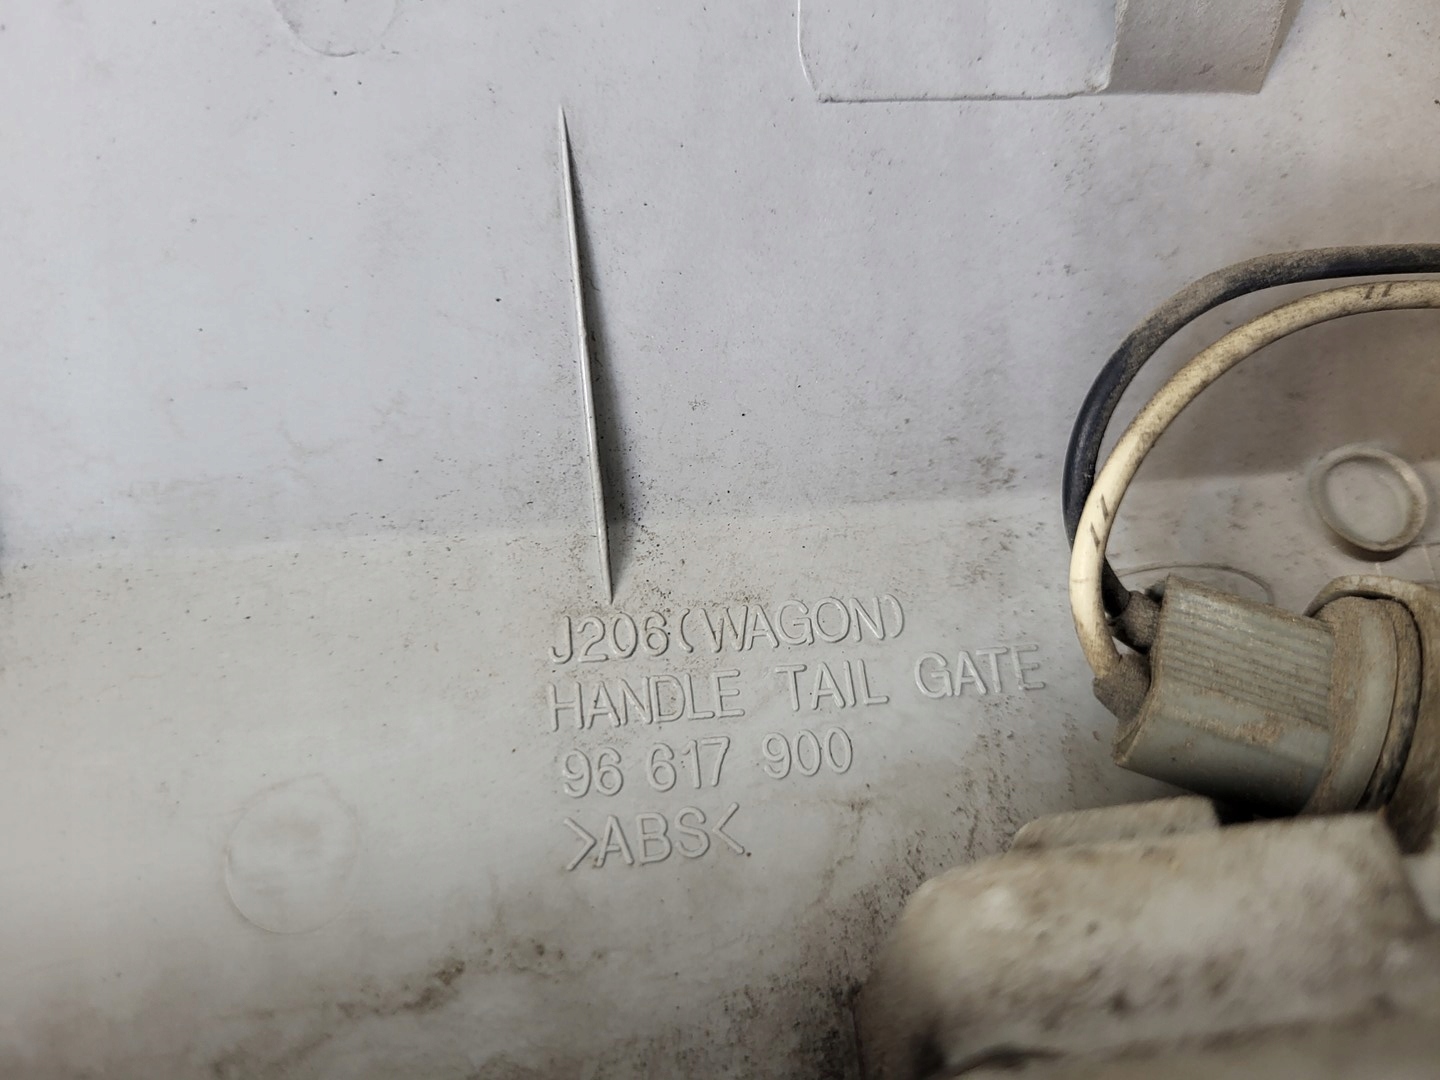 J206(WAGON)
HANDLE TAIL GATE
96 617 900
>ABS<